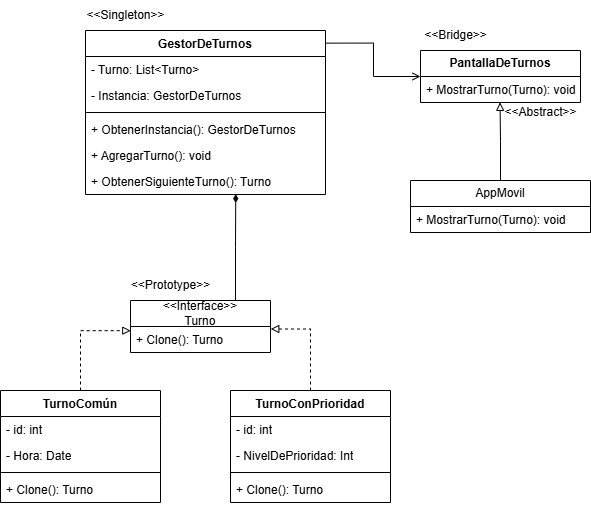 <<Singleton>>
GestorDeTurnos
- Turno: List<Turno>
- Instancia: GestorDeTurnos
+ ObtenerInstancia(): GestorDeTurnos
+ AgregarTurno(): void
+ ObtenerSiguienteTurno(): Turno
<<Bridge>>
PantallaDeTurnos
+ MostrarTurno(Turno): void
<<Abstract>>
AppMovil
+ MostrarTurno(Turno): void
<<Prototype>>
<<Interface>>
Turno
+ Clone(): Turno
TurnoComún
- id: int
- Hora: Date
+ Clone(): Turno
TurnoConPrioridad
- id: int
- NivelDePrioridad: Int
+ Clone(): Turno